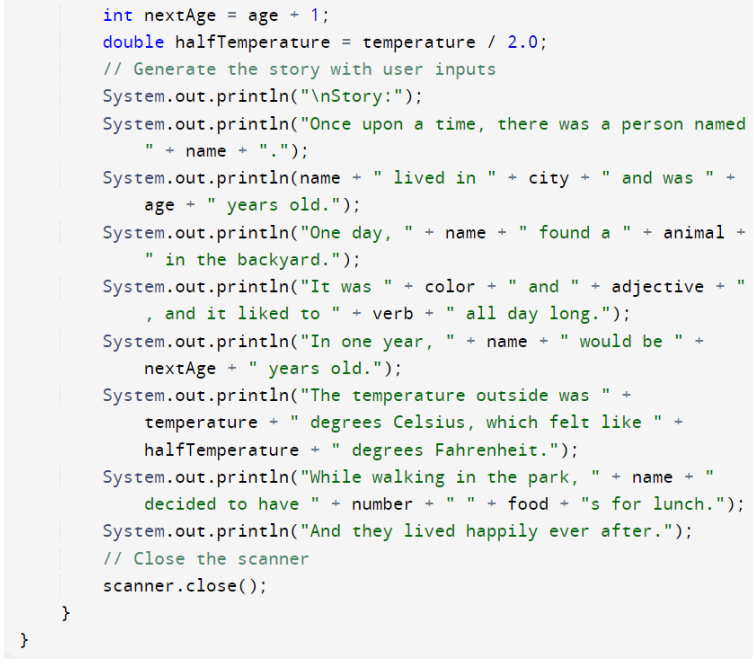 int nextAge = age + 1;
double halfTemperature = temperature / 2.0;
// Generate the story with user inputs
System.out.println("\nStory:");
System.out.println("Once upon a time, there was a person named
" + name + ".");
System.out.println(name + " lived in " + city + " and was " +
age + " years old.");
System.out.println("One day, " + name + " found a " + animal +
" in the backyard.");
System.out.println("It was " + color + " and " + adjective + "
, and it liked to " + verb + " all day long.");
System.out.println("In one year, " + name + " would be " +
nextAge + " years old.");
System.out.println("The temperature outside was " +
temperature + " degrees Celsius, which felt like " +
halfTemperature + " degrees Fahrenheit.");
System.out.println("While walking in the park, " + name + "
decided to have " + number + " " + food + "s for lunch.");
System.out.println("And they lived happily ever after.");
// Close the scanner
scanner.close();
}
}